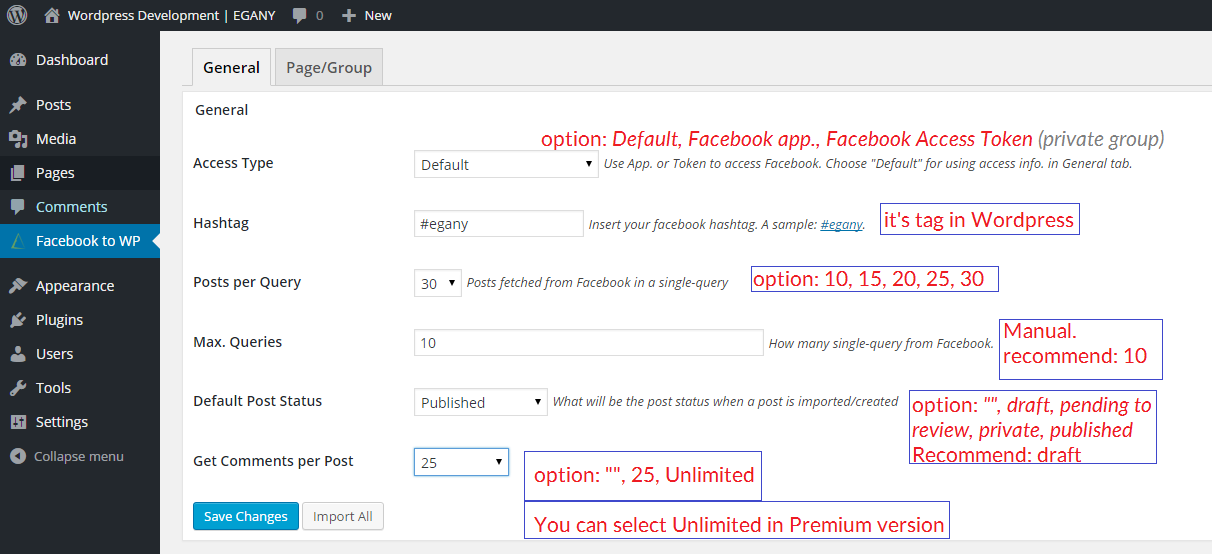 Wordpress Development | EGANY 0 New
Dashboard
Posts
Media
Pages
Comments
Facebook to WP
Appearance
Plugins
Users
Tools
Settings
Collapse menu
General Page/Group
General
option: Default, Facebook app., Facebook Access Token (private group)
Access Type Default Use App. or Token to access Facebook. Choose "Default" for using access info. in General tab.
Hashtag #egany Insert your facebook hashtag. A sample: #egany. it's tag in Wordpress
Posts per Query 30 Posts fetched from Facebook in a single-query option: 10, 15, 20, 25, 30
Max. Queries 10 How many single-query from Facebook. Manual.
recommend: 10
Default Post Status Published What will be the post status when a post is imported/created option: "", draft, pending to
review, private, published
Recommend: draft
Get Comments per Post 25 option: "", 25, Unlimited
Save Changes Import All You can select Unlimited in Premium version